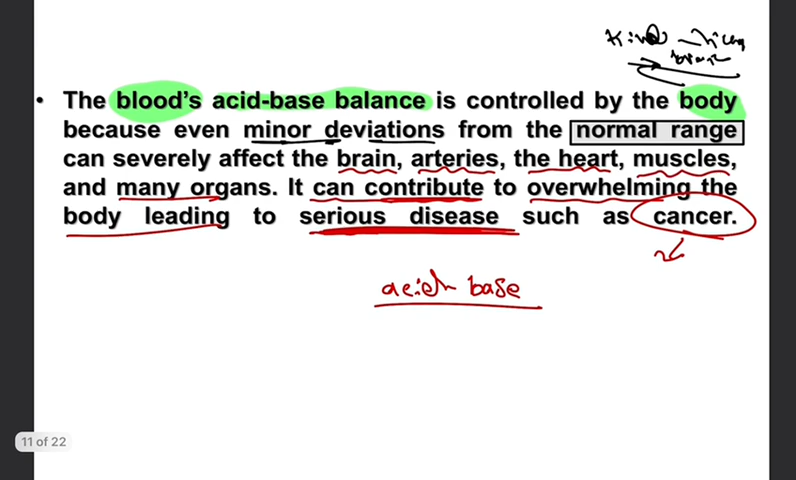 • The blood's acid-base balance is controlled by the body
because even minor deviations from the normal range
can severely affect the brain, arteries, the heart, muscles,
and many organs. It can contribute to overwhelming the
body leading to serious disease such as cancer.
acid base
11 of 22